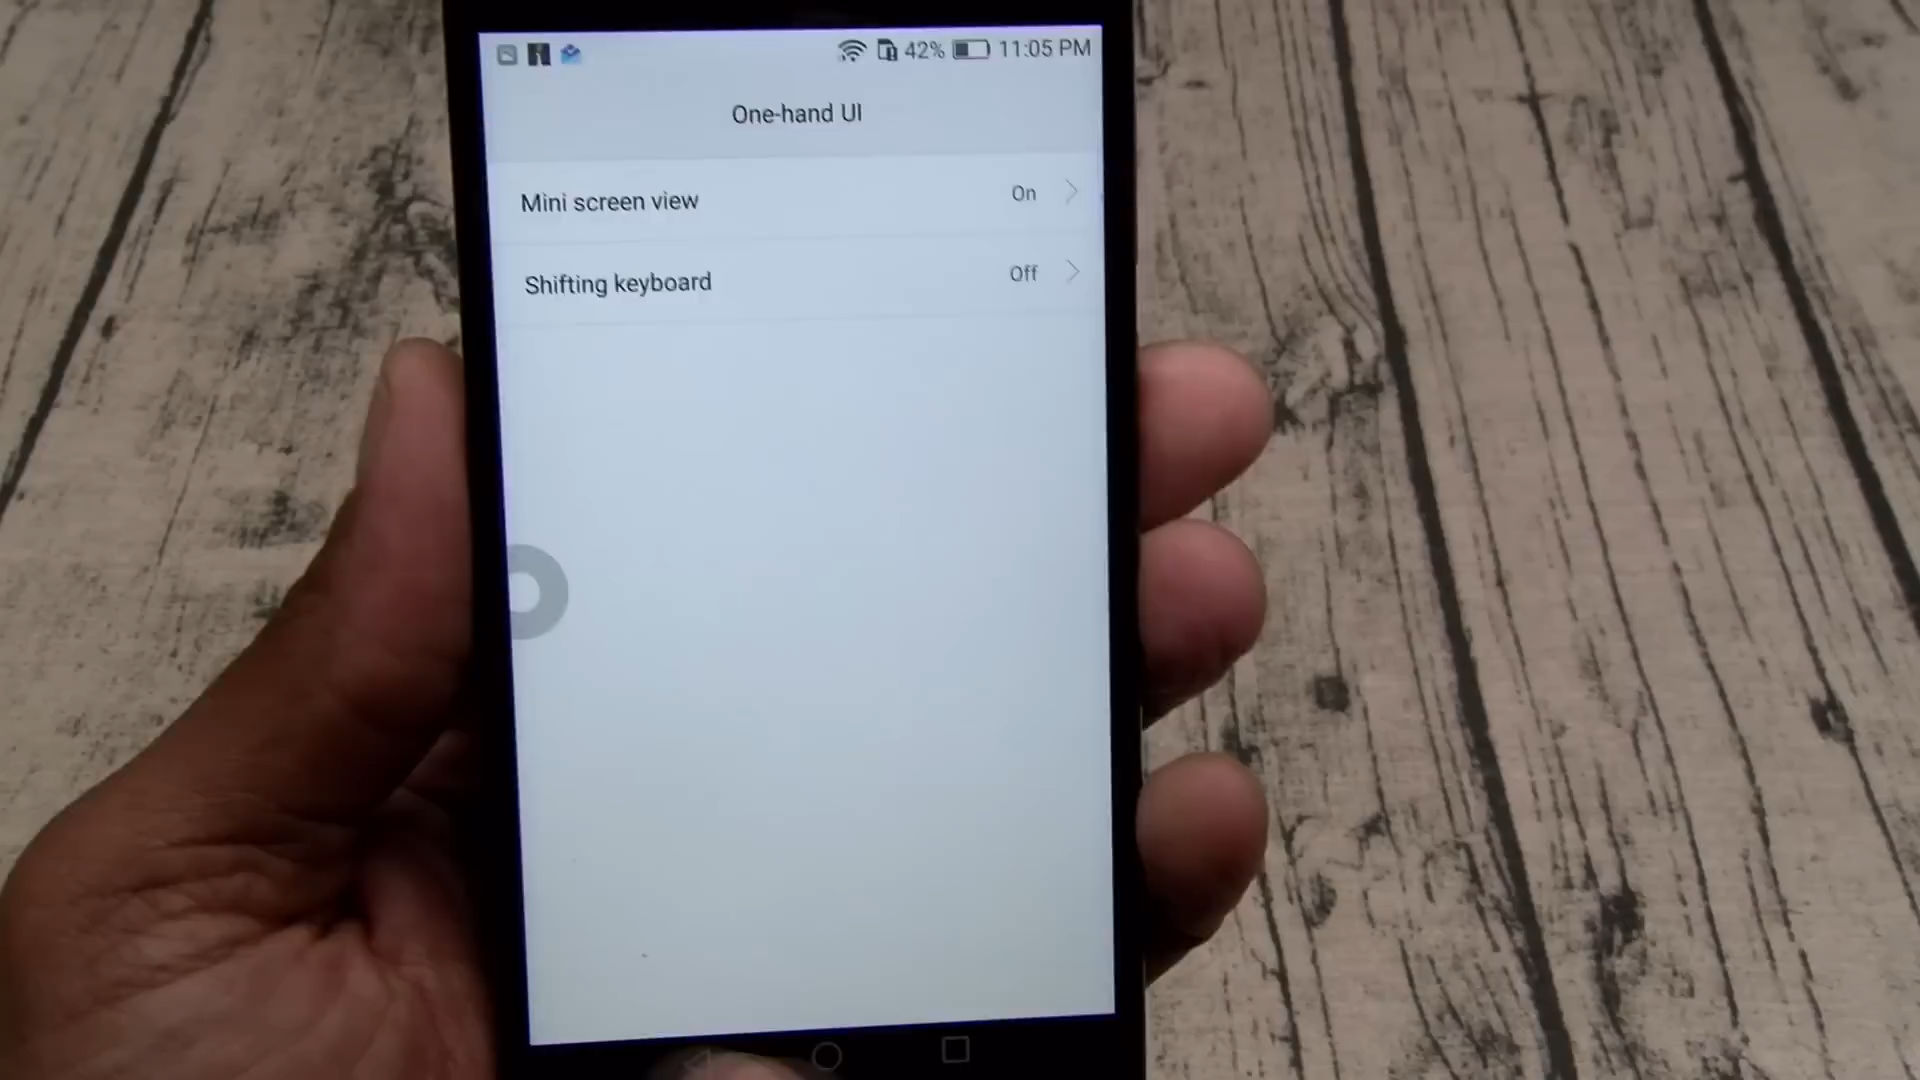 42% 11:05 PM
One-hand UI
Mini screen view On
Shifting keyboard Off